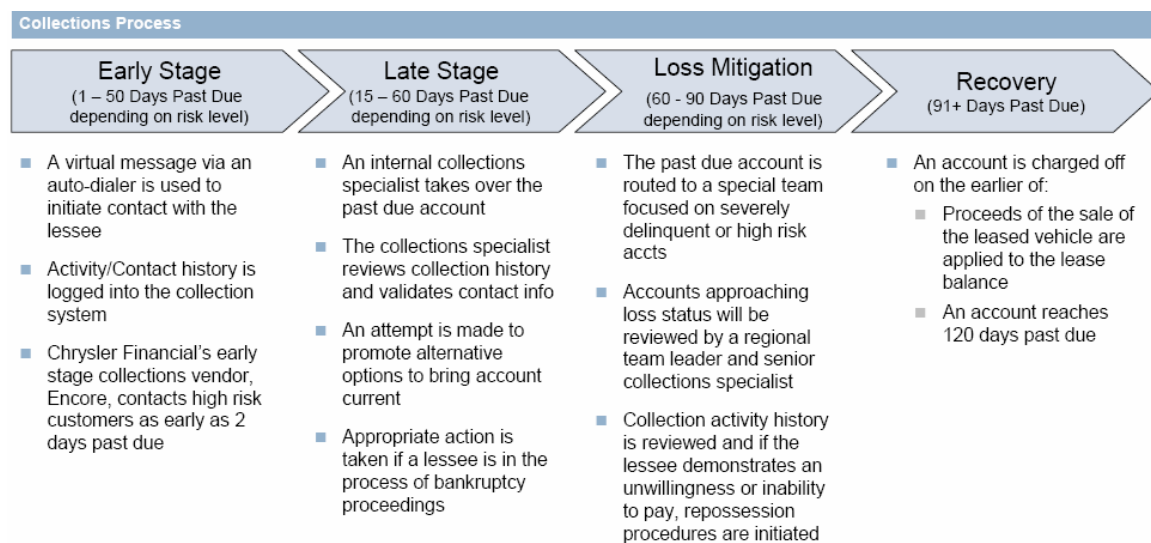 Collections Process
Early Stage
(1 – 50 Days Past Due
depending on risk level)
Late Stage
(15 – 60 Days Past Due
depending on risk level)
Loss Mitigation
(60 - 90 Days Past Due
depending on risk level)
Recovery
(91+ Days Past Due)
A virtual message via an
auto-dialer is used to
initiate contact with the
lessee
Activity/Contact history is
logged into the collection
system
Chrysler Financial’s early
stage collections vendor,
Encore, contacts high risk
customers as early as 2
days past due
An internal collections
specialist takes over the
past due account
The collections specialist
reviews collection history
and validates contact info
An attempt is made to
promote alternative
options to bring account
current
Appropriate action is
taken if a lessee is in the
process of bankruptcy
proceedings
The past due account is
routed to a special team
focused on severely
delinquent or high risk
accts
Accounts approaching
loss status will be
reviewed by a regional
team leader and senior
collections specialist
Collection activity history
is reviewed and if the
lessee demonstrates an
unwillingness or inability
to pay, repossession
procedures are initiated
An account is charged off
on the earlier of:
Proceeds of the sale of
the leased vehicle are
applied to the lease
balance
An account reaches
120 days past due